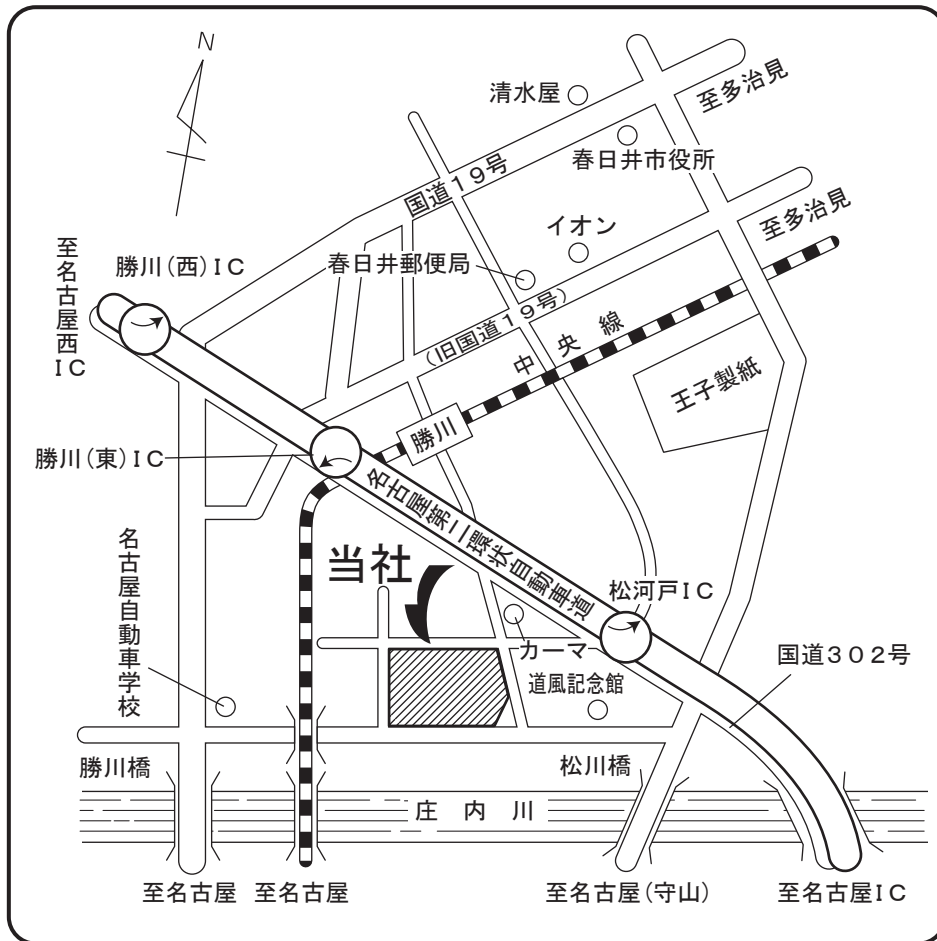 N
清水屋
至多治見
春日井市役所
国道19号
イオン
至多治見
春日井郵便局
勝川(西)IC
至名古屋西IC
(旧国道19号)
中央線
王子製紙
勝川
勝川(東)IC
名古屋第二環状自動車道
当社
名古屋自動車学校
松河戸IC
カーマ
国道302号
道風記念館
勝川橋
松川橋
庄内川
至名古屋
至名古屋
至名古屋(守山)
至名古屋IC